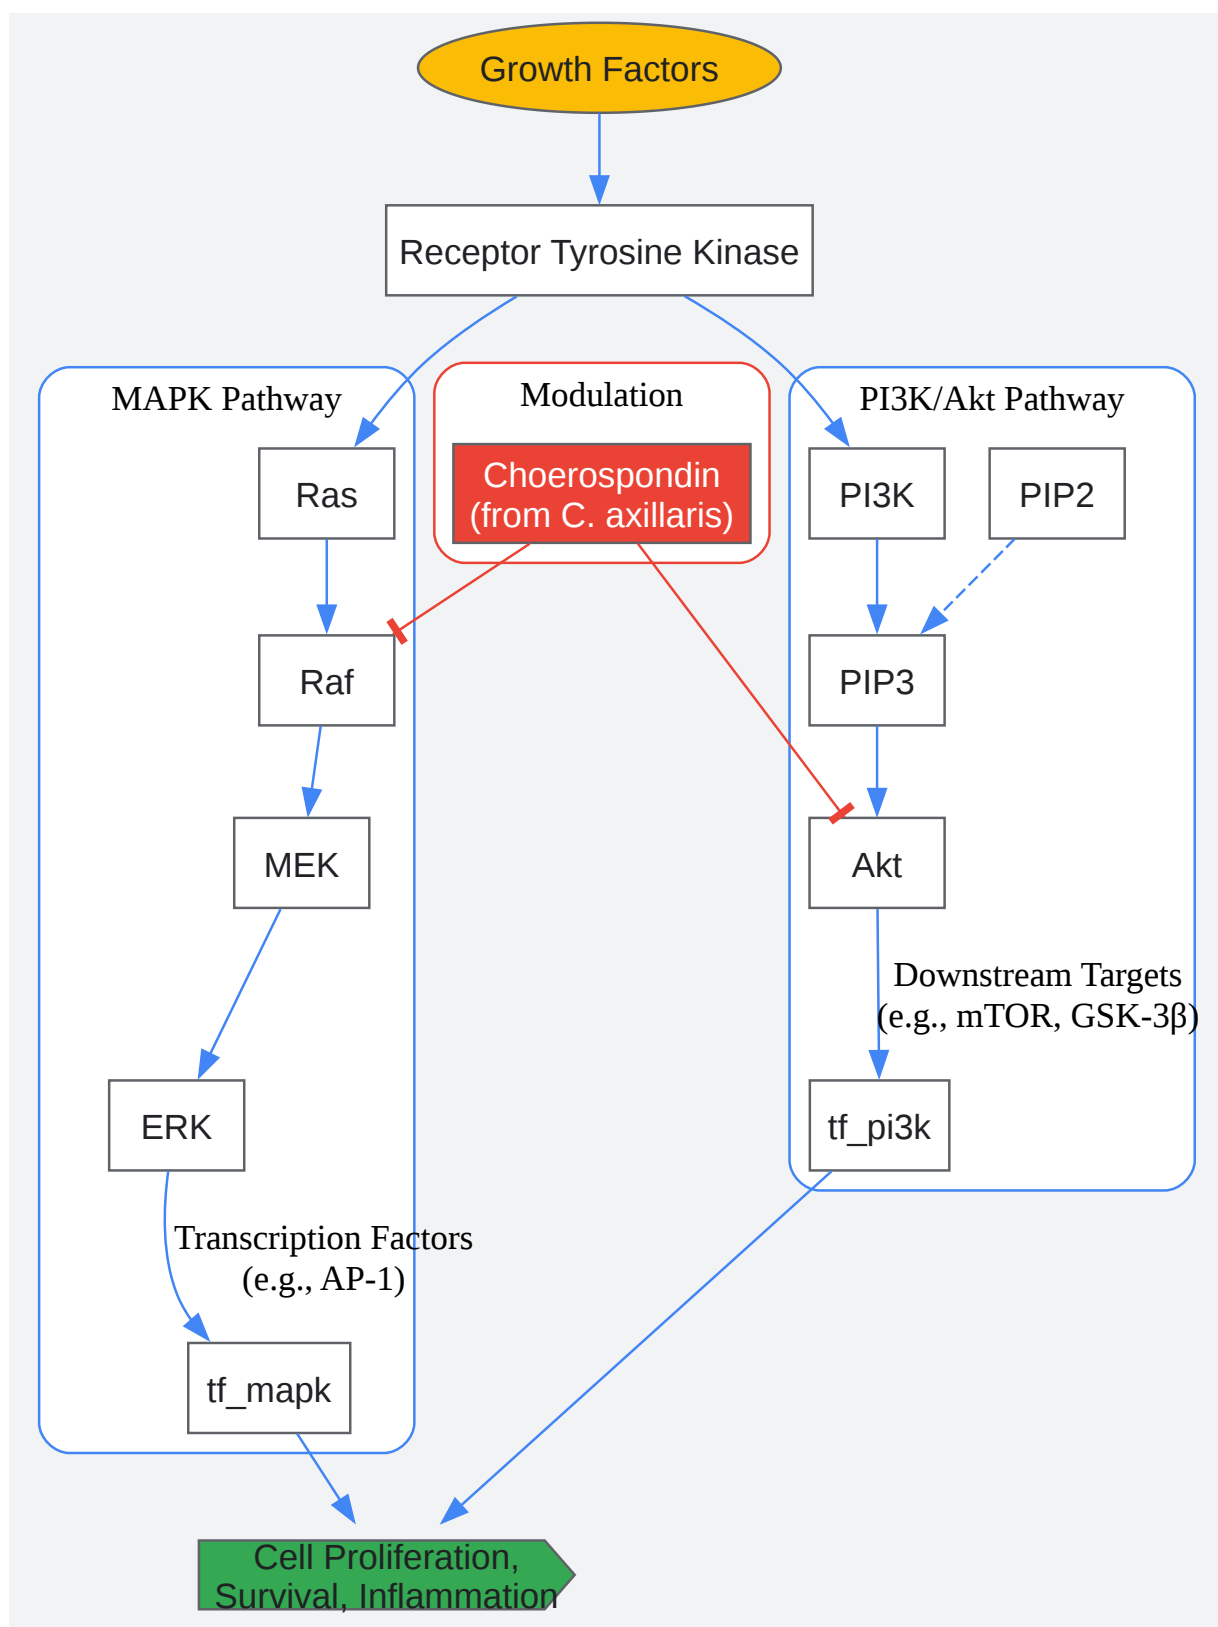 Growth Factors
Receptor Tyrosine Kinase
MAPK Pathway
Modulation
PI3K/Akt Pathway
Ras
Choerospondin
(from C. axillaris)
PI3K
PIP2
Raf
PIP3
MEK
Akt
Downstream Targets
(e.g., mTOR, GSK-3β)
ERK
tf_pi3k
Transcription Factors
(e.g., AP-1)
tf_mapk
Cell Proliferation,
Survival, Inflammation